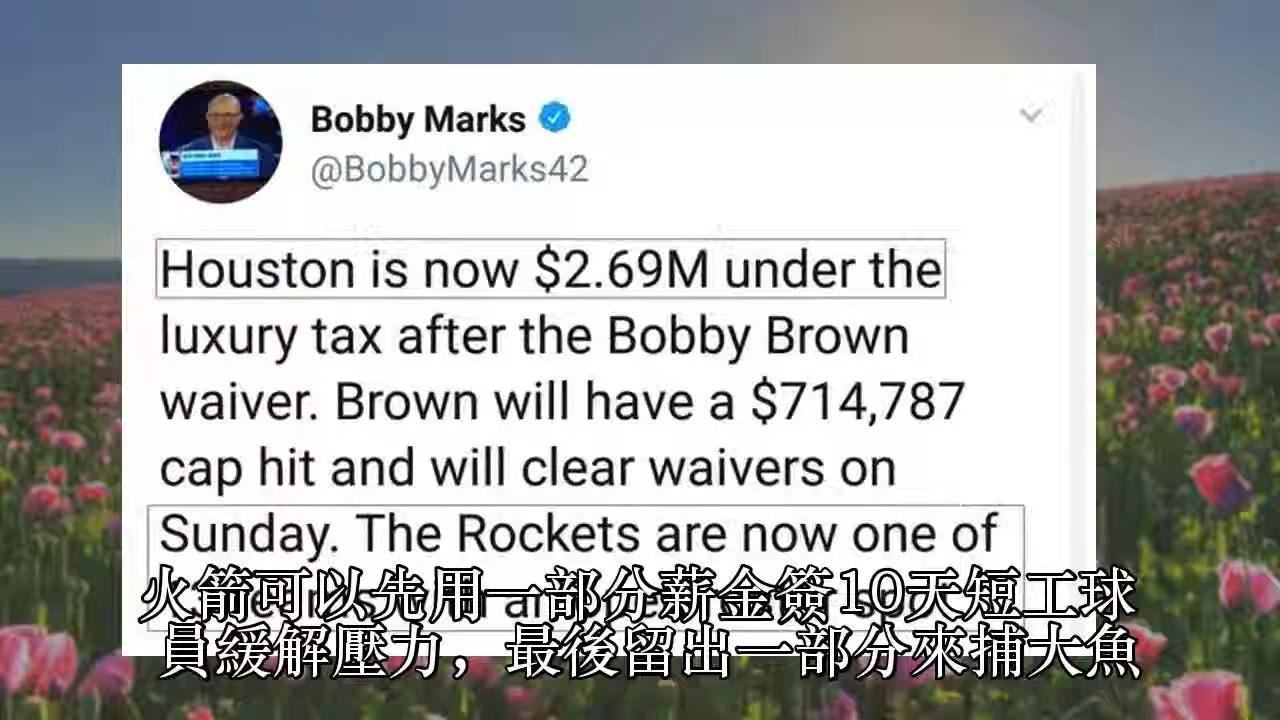 Bobby Marks
@BobbyMarks42
Houston is now $2.69M under the
luxury tax after the Bobby Brown
waiver. Brown will have a $714,787
cap hit and will clear waivers on
Sunday. The Rockets are now one of
火箭可以先用一部分薪金簽10天短工球
員緩解壓力，最後留出一部分來捕大魚